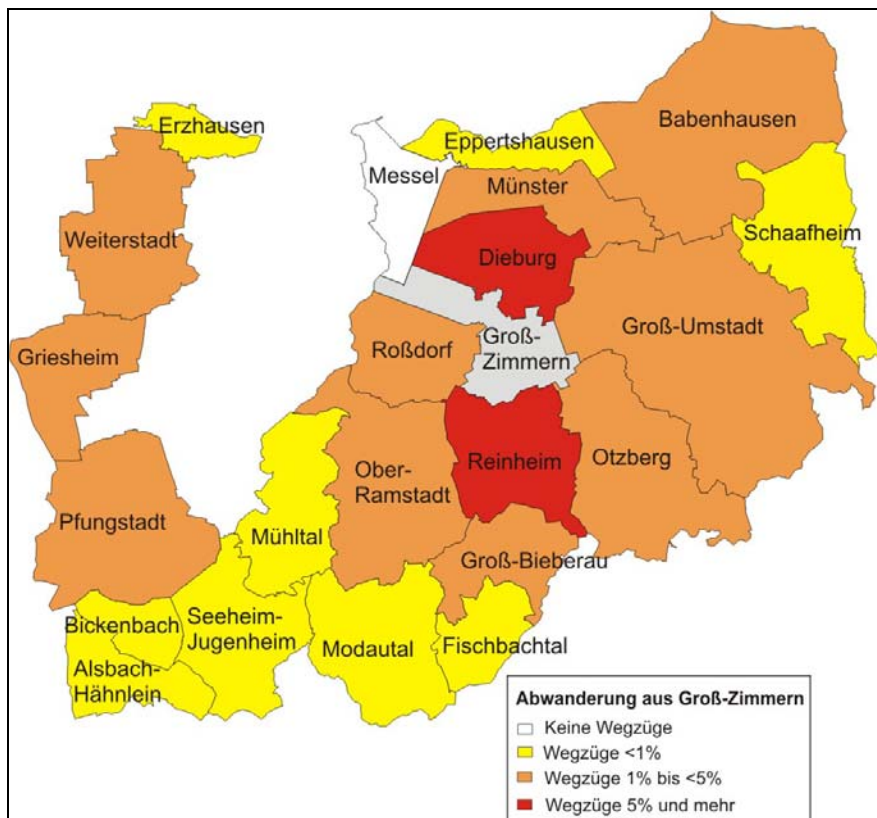 Erzhausen
Babenhausen
Eppertshausen
Messel
Münster
Weiterstadt
Schaafheim
Dieburg
Groß-Umstadt
Griesheim
Roßdorf
Groß-
Zimmern
Ober-
Ramstadt
Reinheim
Otzberg
Pfungstadt
Mühltal
Groß-Bieberau
Bickenbach
Seeheim-
Jugenheim
Modautal
Fischbachtal
Alsbach-
Hähnlein
Abwanderung aus Groß-Zimmern
Keine Wegzüge
Wegzüge <1%
Wegzüge 1% bis <5%
Wegzüge 5% und mehr